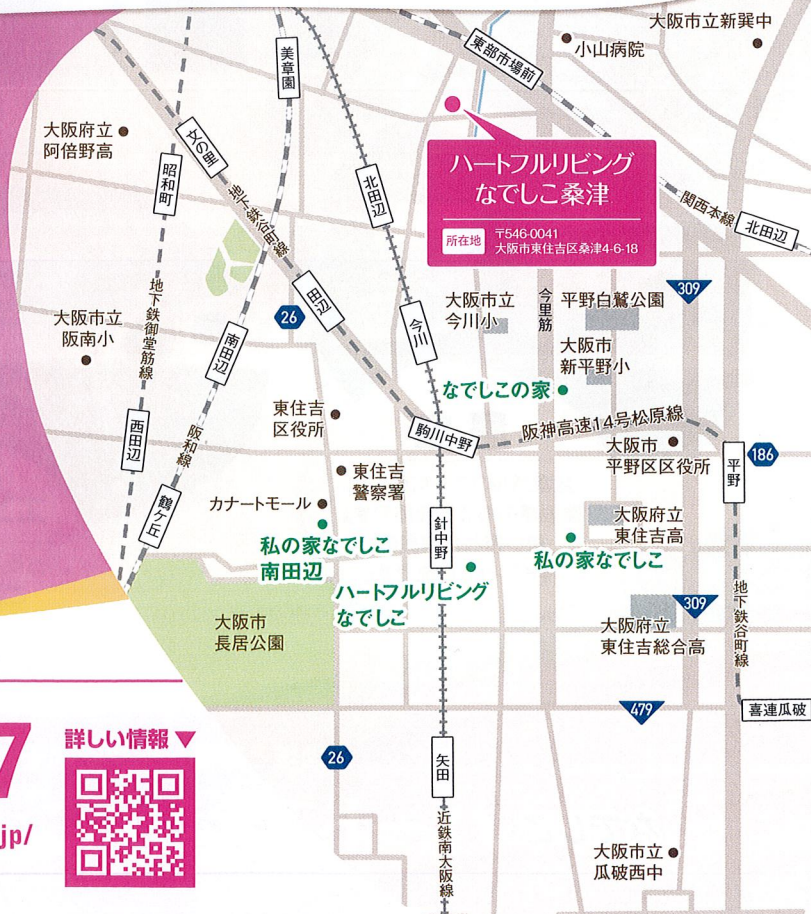 大阪市立新巽中
小山病院
東部市場前
美章園
大阪府立
阿倍野高
文の里
昭和町
地下鉄谷町線
北田辺
ハートフルリビング
なでしこ桑津
所在地
〒546-0041
大阪市東住吉区桑津4-6-18
関西本線
北田辺
地下鉄御堂筋線
田辺
26
大阪市立
阪南小
南田辺
今川
大阪市立
今川小
今里筋
平野白鷺公園
309
大阪市
新平野小
なでしこの家
東住吉
区役所
西田辺
阪和線
駒川中野
阪神高速14号松原線
大阪市
平野区区役所
186
平野
東住吉
警察署
カナートモール
鶴ケ丘
私の家なでしこ
南田辺
針中野
大阪府立
東住吉高
私の家なでしこ
ハートフルリビング
なでしこ
大阪市
長居公園
309
大阪府立
東住吉総合高
地下鉄谷町線
喜連瓜破
479
7
詳しい情報▼
26
矢田
jp/
近鉄南大阪線
大阪市立
瓜破西中